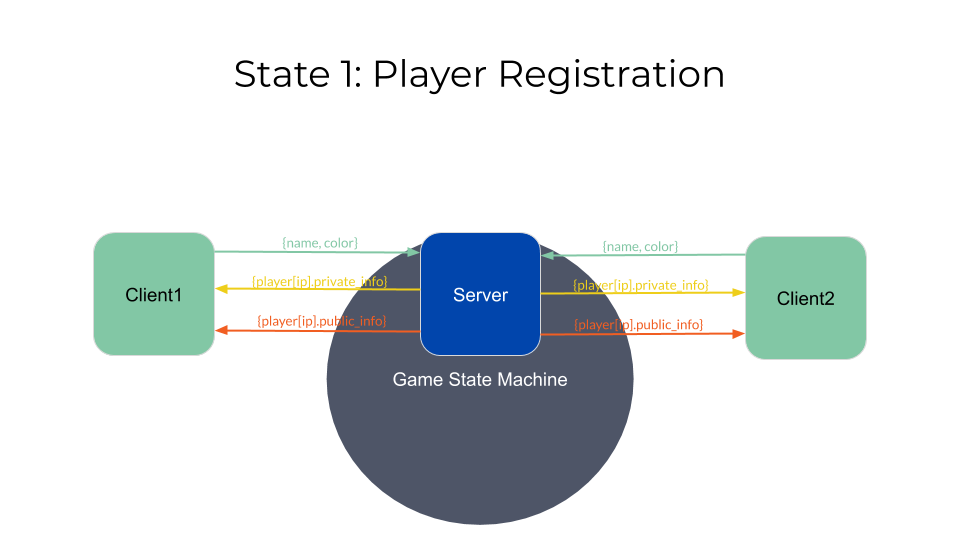 State 1: Player Registration
{name, color}
{name, color}
{player[ip].private_info}
{player[ip].private_info}
Client1
Server
Client2
{player[ip].public_info}
{player[ip].public_info}
Game State Machine